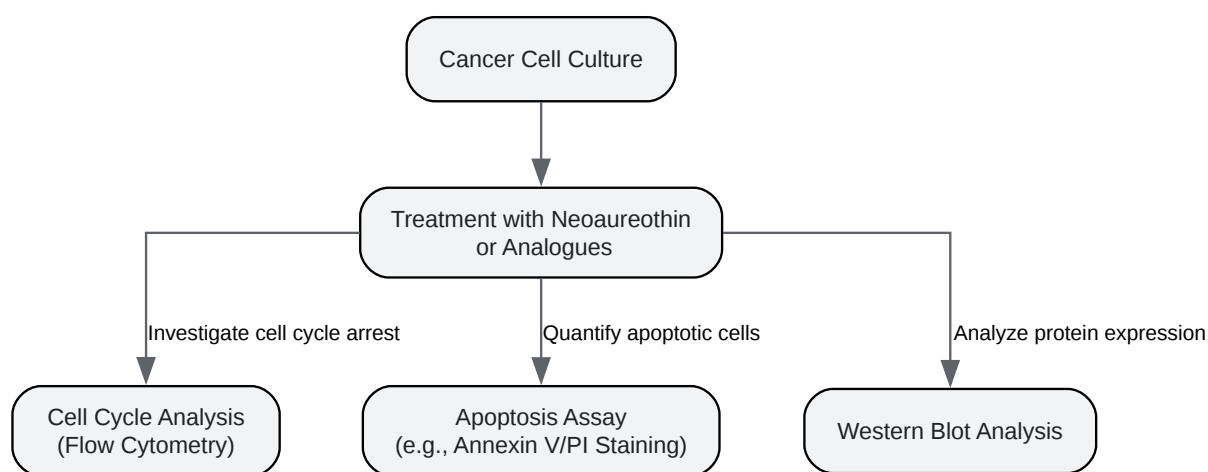 Cancer Cell Culture
Treatment with Neoaureothin
or Analogues
Investigate cell cycle arrest
Quantify apoptotic cells
Analyze protein expression
Cell Cycle Analysis
(Flow Cytometry)
Apoptosis Assay
(e.g., Annexin V/PI Staining)
Western Blot Analysis